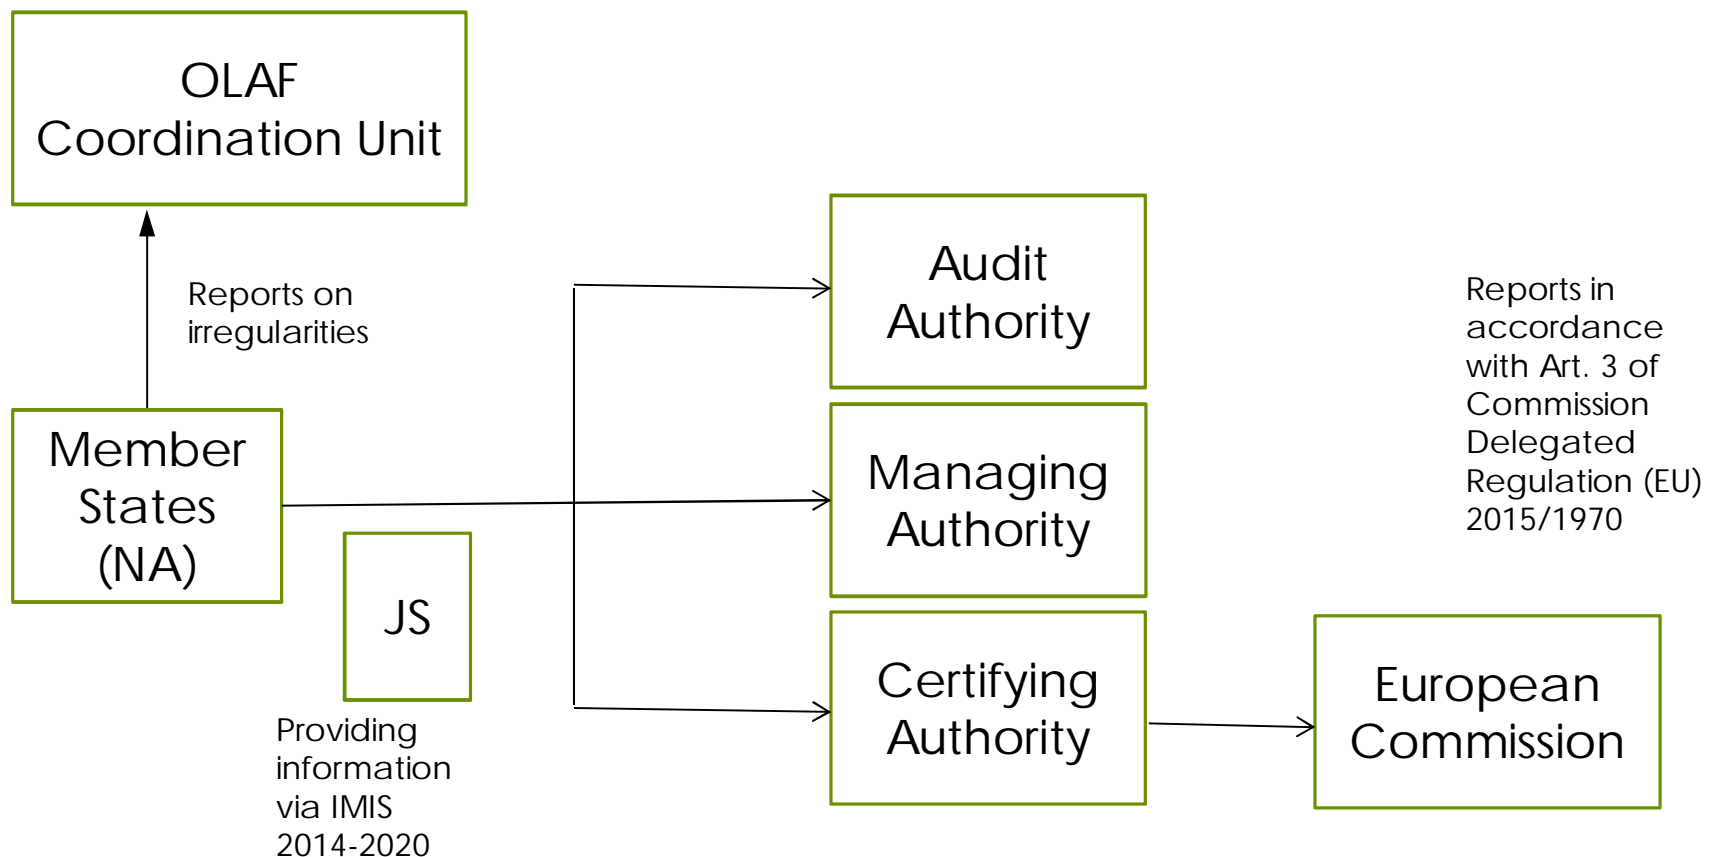 OLAF
Coordination Unit
Reports on
irregularities
Member
States
(NA)
JS
Providing
information
via IMIS
2014-2020
Audit
Authority
Managing
Authority
Certifying
Authority
Reports in
accordance
with Art. 3 of
Commission
Delegated
Regulation (EU)
2015/1970
European
Commission